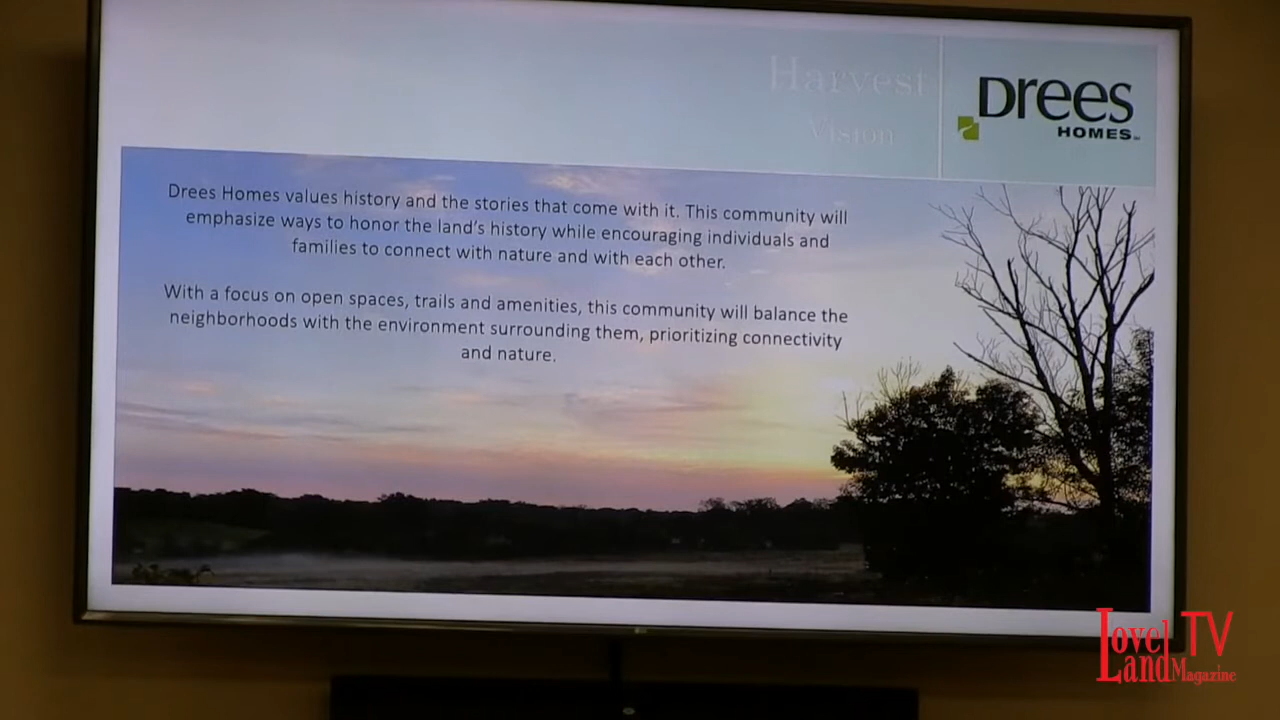 Harvest
Vision
Drees
HOMES
Drees Homes values history and the stories that come with it. This community will
emphasize ways to honor the land's history while encouraging individuals and
families to connect with nature and with each other.
With a focus on open spaces, trails and amenities, this community will balance the
neighborhoods with the environment surrounding them, prioritizing connectivity
and nature.
LoveLand TV
Magazine